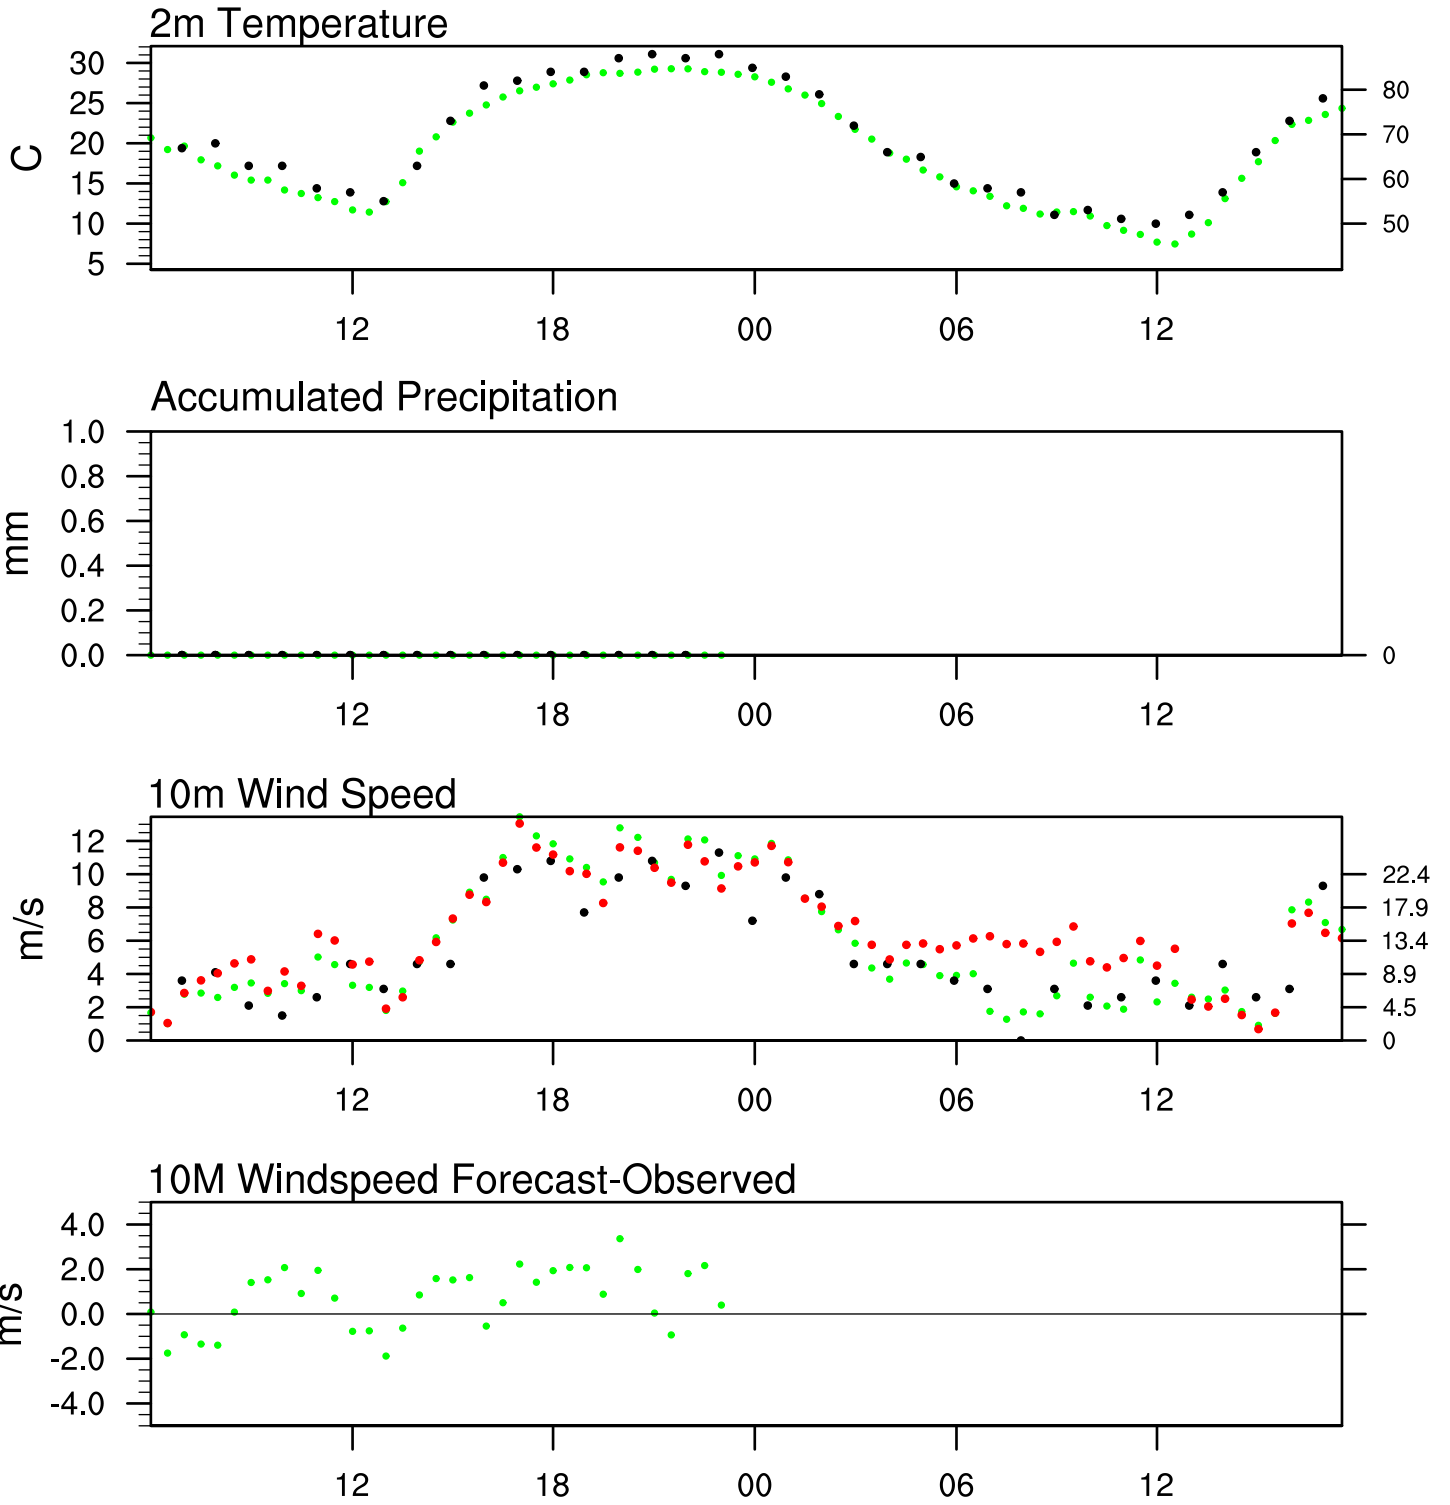 2m Temperature
30
25
20
15
10
5
C
80
70
60
50
12 18 00 06 12
Accumulated Precipitation
1.0
0.8
0.6
0.4
0.2
0.0
mm
0
12 18 00 06 12
10m Wind Speed
12
10
8
6
4
2
0
m/s
22.4
17.9
13.4
8.9
4.5
0
12 18 00 06 12
10M Windspeed Forecast-Observed
4.0
2.0
0.0
-2.0
-4.0
m/s
12 18 00 06 12